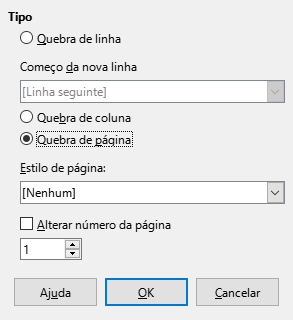 Tipo
Quebra de linha
Começo da nova linha
[Linha seguinte]
Quebra de coluna
Quebra de página
Estilo de página:
[Nenhum]
Alterar número da página
1
Ajuda OK Cancelar